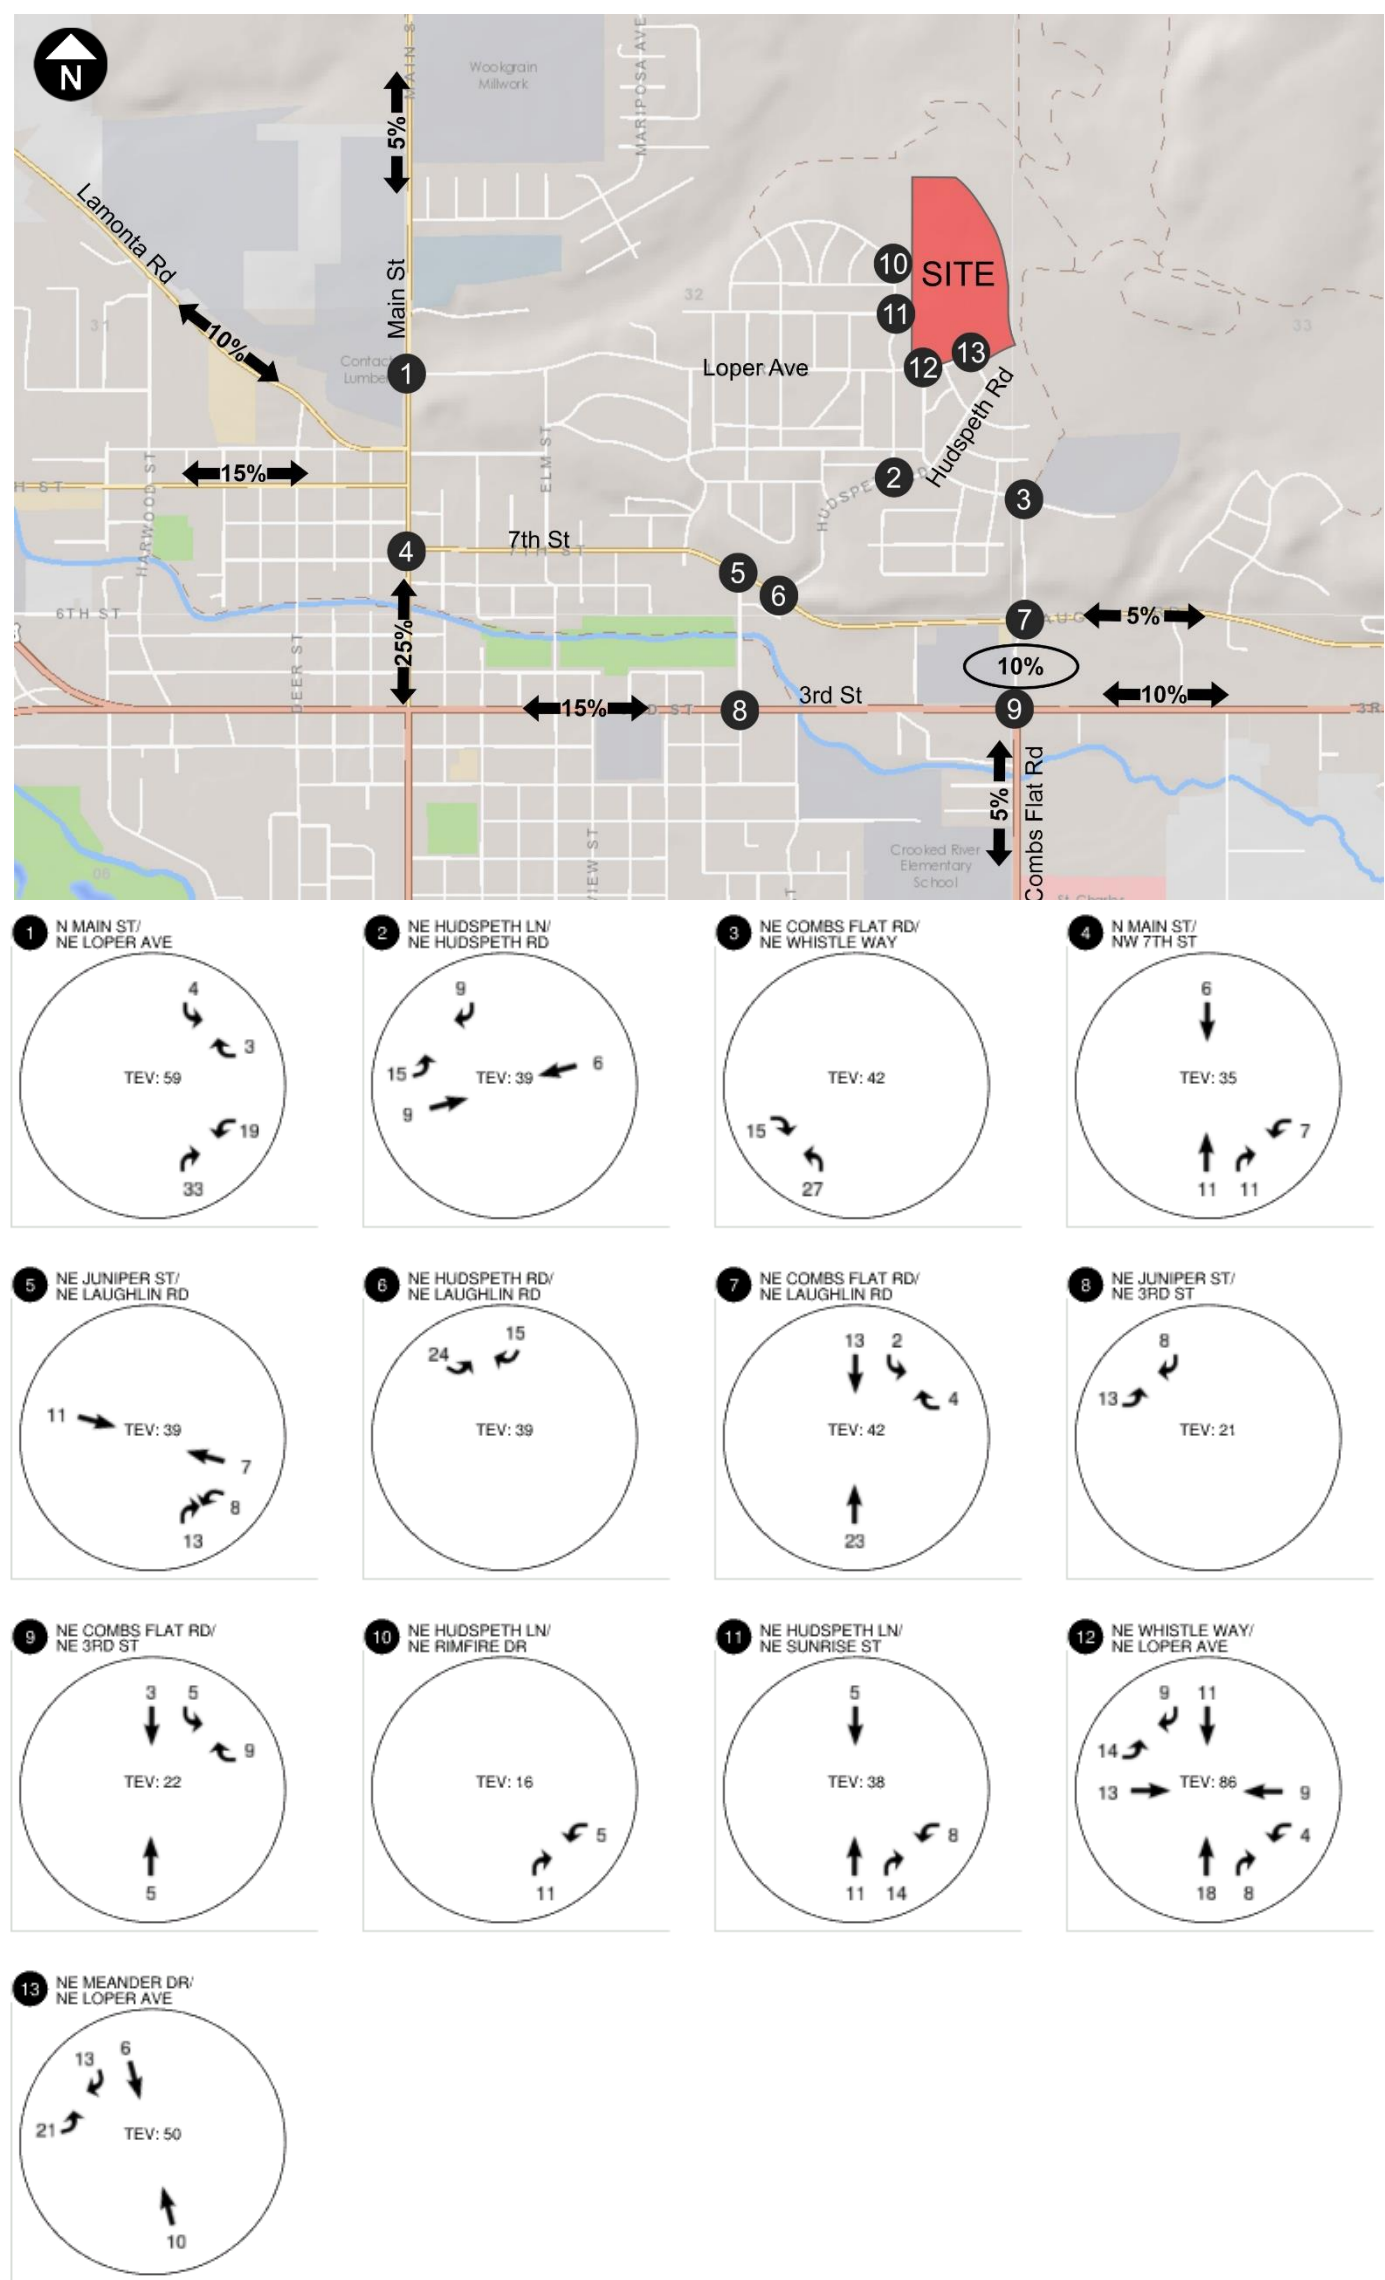 N
MAIN S
5%
Wookgrain
Millwork
MARIPOSA AVE
Lamonta Rd
10%
Main St
31
32
33
Contact
Lumbe
1
Loper Ave
10
SITE
11
12
13
Hudspeth Rd
15%
H ST
HARWOOD ST
ELM ST
2
HUDSPE
3
4
7th St
7TH ST
5
6
6TH ST
25%
DEER ST
7
AUG
5%
10%
15%
D ST
8
3rd St
9
10%
3R
5%
Combs Flat Rd
VIEW ST
T
Crooked River
Elementary
School
St. Charles
06
1 N MAIN ST/
NE LOPER AVE
4
3
TEV: 59
19
33
2 NE HUDSPETH LN/
NE HUDSPETH RD
9
15
TEV: 39
6
9
3 NE COMBS FLAT RD/
NE WHISTLE WAY
TEV: 42
15
27
4 N MAIN ST/
NW 7TH ST
6
TEV: 35
7
11 11
5 NE JUNIPER ST/
NE LAUGHLIN RD
11
TEV: 39
7
8
13
6 NE HUDSPETH RD/
NE LAUGHLIN RD
15
24
TEV: 39
7 NE COMBS FLAT RD/
NE LAUGHLIN RD
13 2
4
TEV: 42
23
8 NE JUNIPER ST/
NE 3RD ST
8
13
TEV: 21
9 NE COMBS FLAT RD/
NE 3RD ST
3 5
9
TEV: 22
5
10 NE HUDSPETH LN/
NE RIMFIRE DR
TEV: 16
5
11
11 NE HUDSPETH LN/
NE SUNRISE ST
5
TEV: 38
8
11 14
12 NE WHISTLE WAY/
NE LOPER AVE
9 11
14
13 TEV: 86 9
4
18 8
13 NE MEANDER DR/
NE LOPER AVE
13 6
21
TEV: 50
10